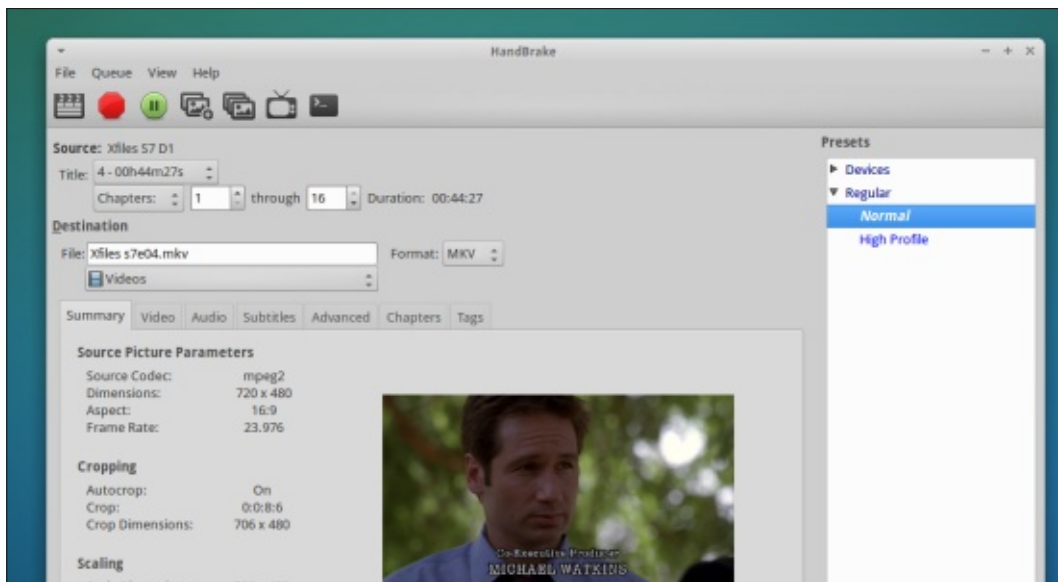 HandBrake
File Queue View Help
Source: Xfiles S7 D1
Title: 4 - 00h44m27s
Chapters: 1 through 16 Duration: 00:44:27
Destination
File: Xfiles s7e04.mkv Format: MKV
Videos
Summary Video Audio Subtitles Advanced Chapters Tags
Source Picture Parameters
Source Codec: mpeg2
Dimensions: 720 x 480
Aspect: 16:9
Frame Rate: 23.976
Cropping
Autocrop: On
Crop: 0:0:8:6
Crop Dimensions: 706 x 480
Scaling
Co-Executive Producer
MICHAEL WATKINS
Presets
Devices
Regular
Normal
High Profile